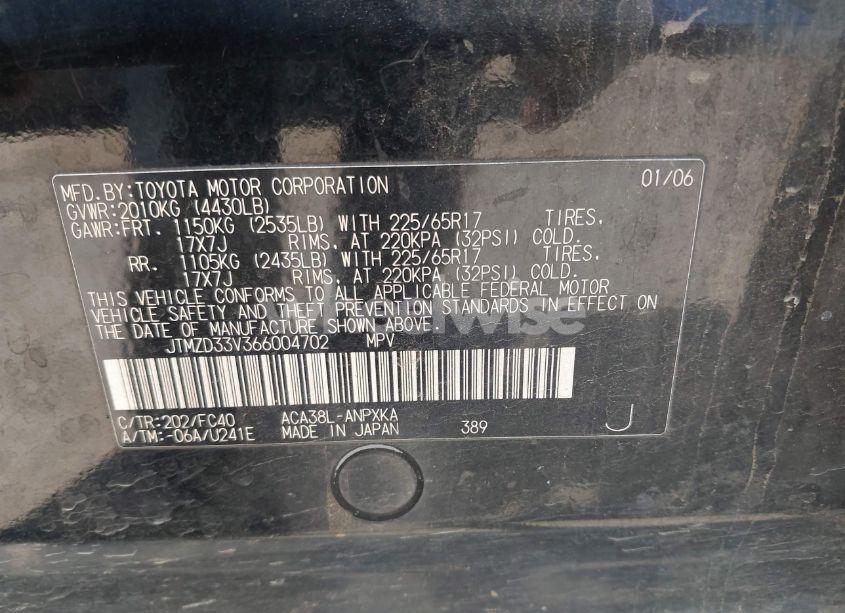 MFD.BY:TOYOTA MOTOR CORPORATION 01/06
GVWR:2010KG (4430LB)
GAWR:FRT. 1150KG (2535LB) WITH 225/65R17 TIRES,
17X7J RIMS, AT 220KPA (32PSI) COLD.
RR. 1105KG (2435LB) WITH 225/65R17 TIRES,
17X7J RIMS, AT 220KPA (32PSI) COLD.
THIS VEHICLE CONFORMS TO ALL APPLICABLE FEDERAL MOTOR
VEHICLE SAFETY AND THEFT PREVENTION STANDARDS IN EFFECT ON
THE DATE OF MANUFACTURE SHOWN ABOVE.
JTMZD33V366004702 MPV
C/TR:202/FC40 ACA38L-ANPXKA
A/TM:-06A/U241E MADE IN JAPAN 389 J